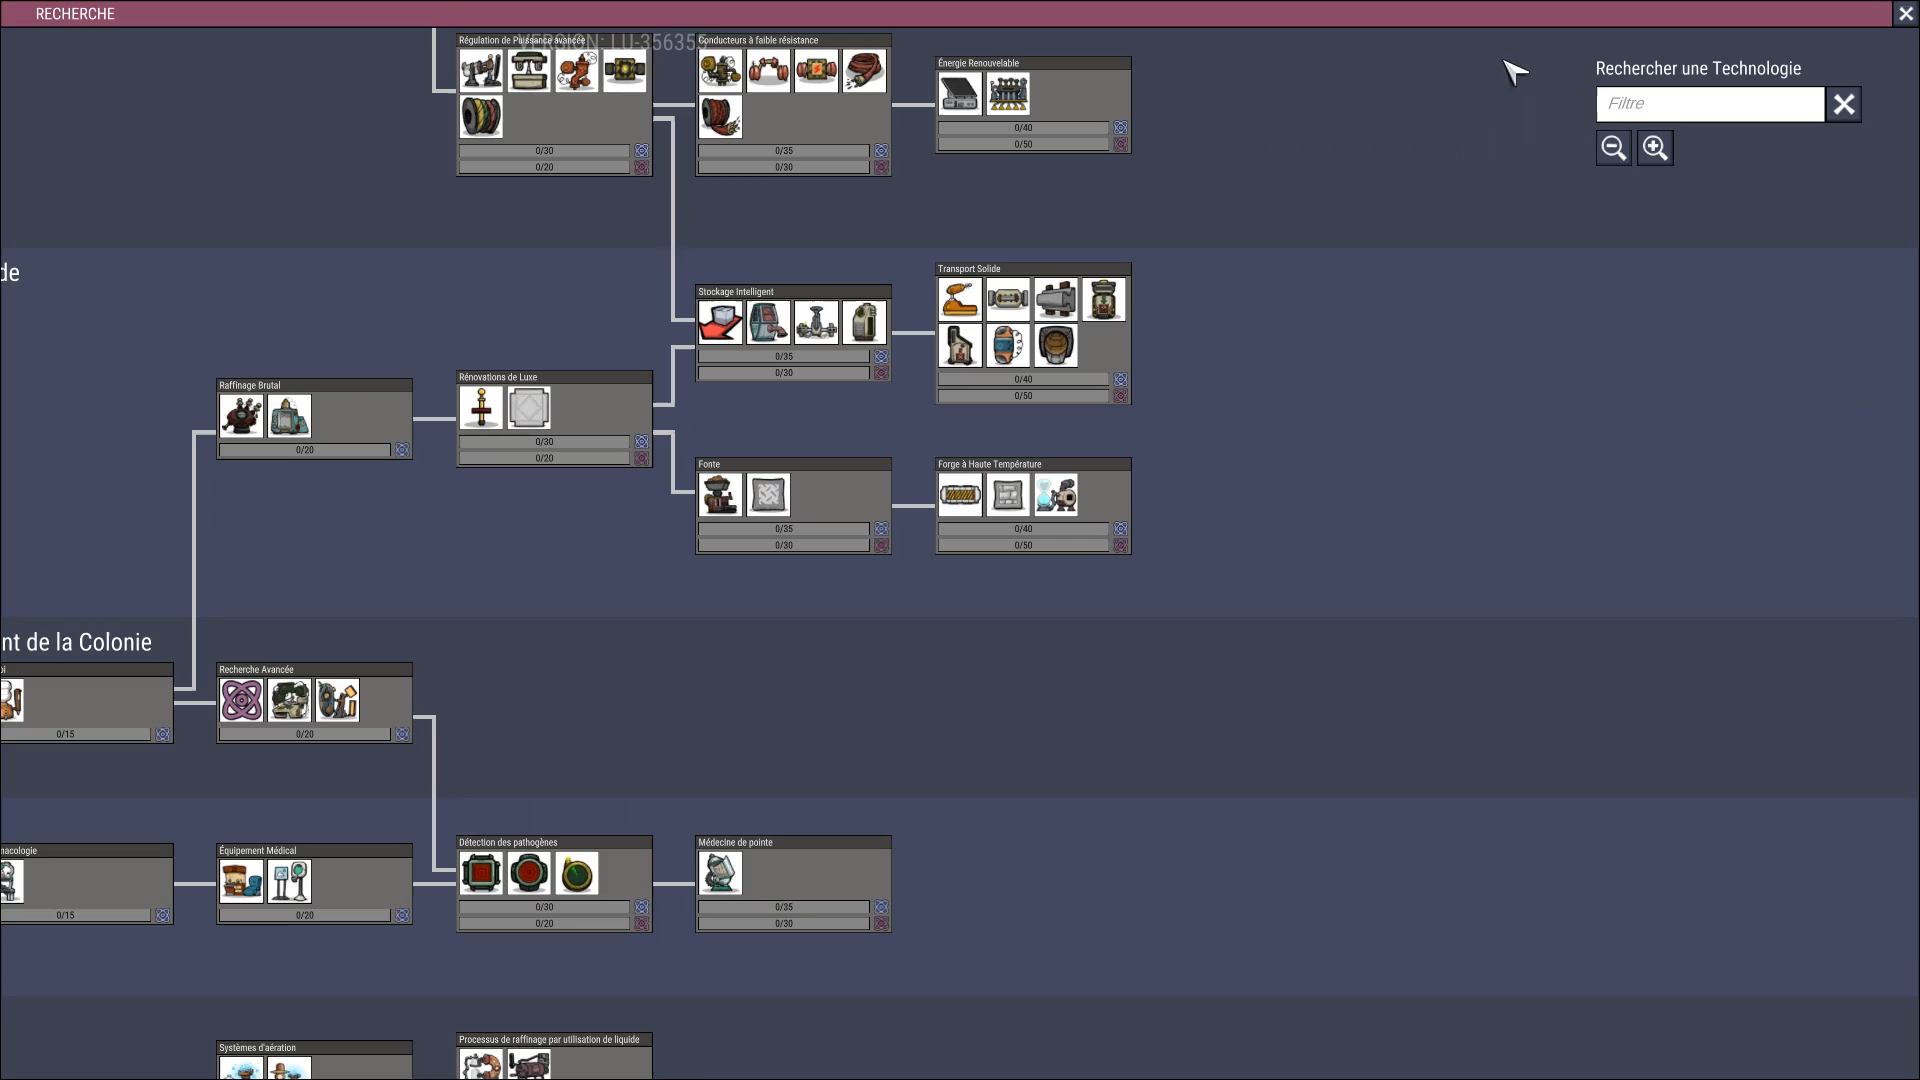 RECHERCHE
VERSION: LU-356355
Régulation de Puissance avancée
0/30
0/20
Conducteurs à faible résistance
0/35
0/30
Énergie Renouvelable
0/40
0/50
Rechercher une Technologie
Filtre
de
Transport Solide
0/40
0/50
Stockage Intelligent
0/35
0/30
Raffinage Brutal
0/20
Rénovations de Luxe
0/30
0/20
Fonte
0/35
0/30
Forge à Haute Température
0/40
0/50
nt de la Colonie
oi
0/15
Recherche Avancée
0/20
macologie
0/15
Équipement Médical
0/20
Détection des pathogènes
0/30
0/20
Médecine de pointe
0/35
0/30
Systèmes d'aération
Processus de raffinage par utilisation de liquide